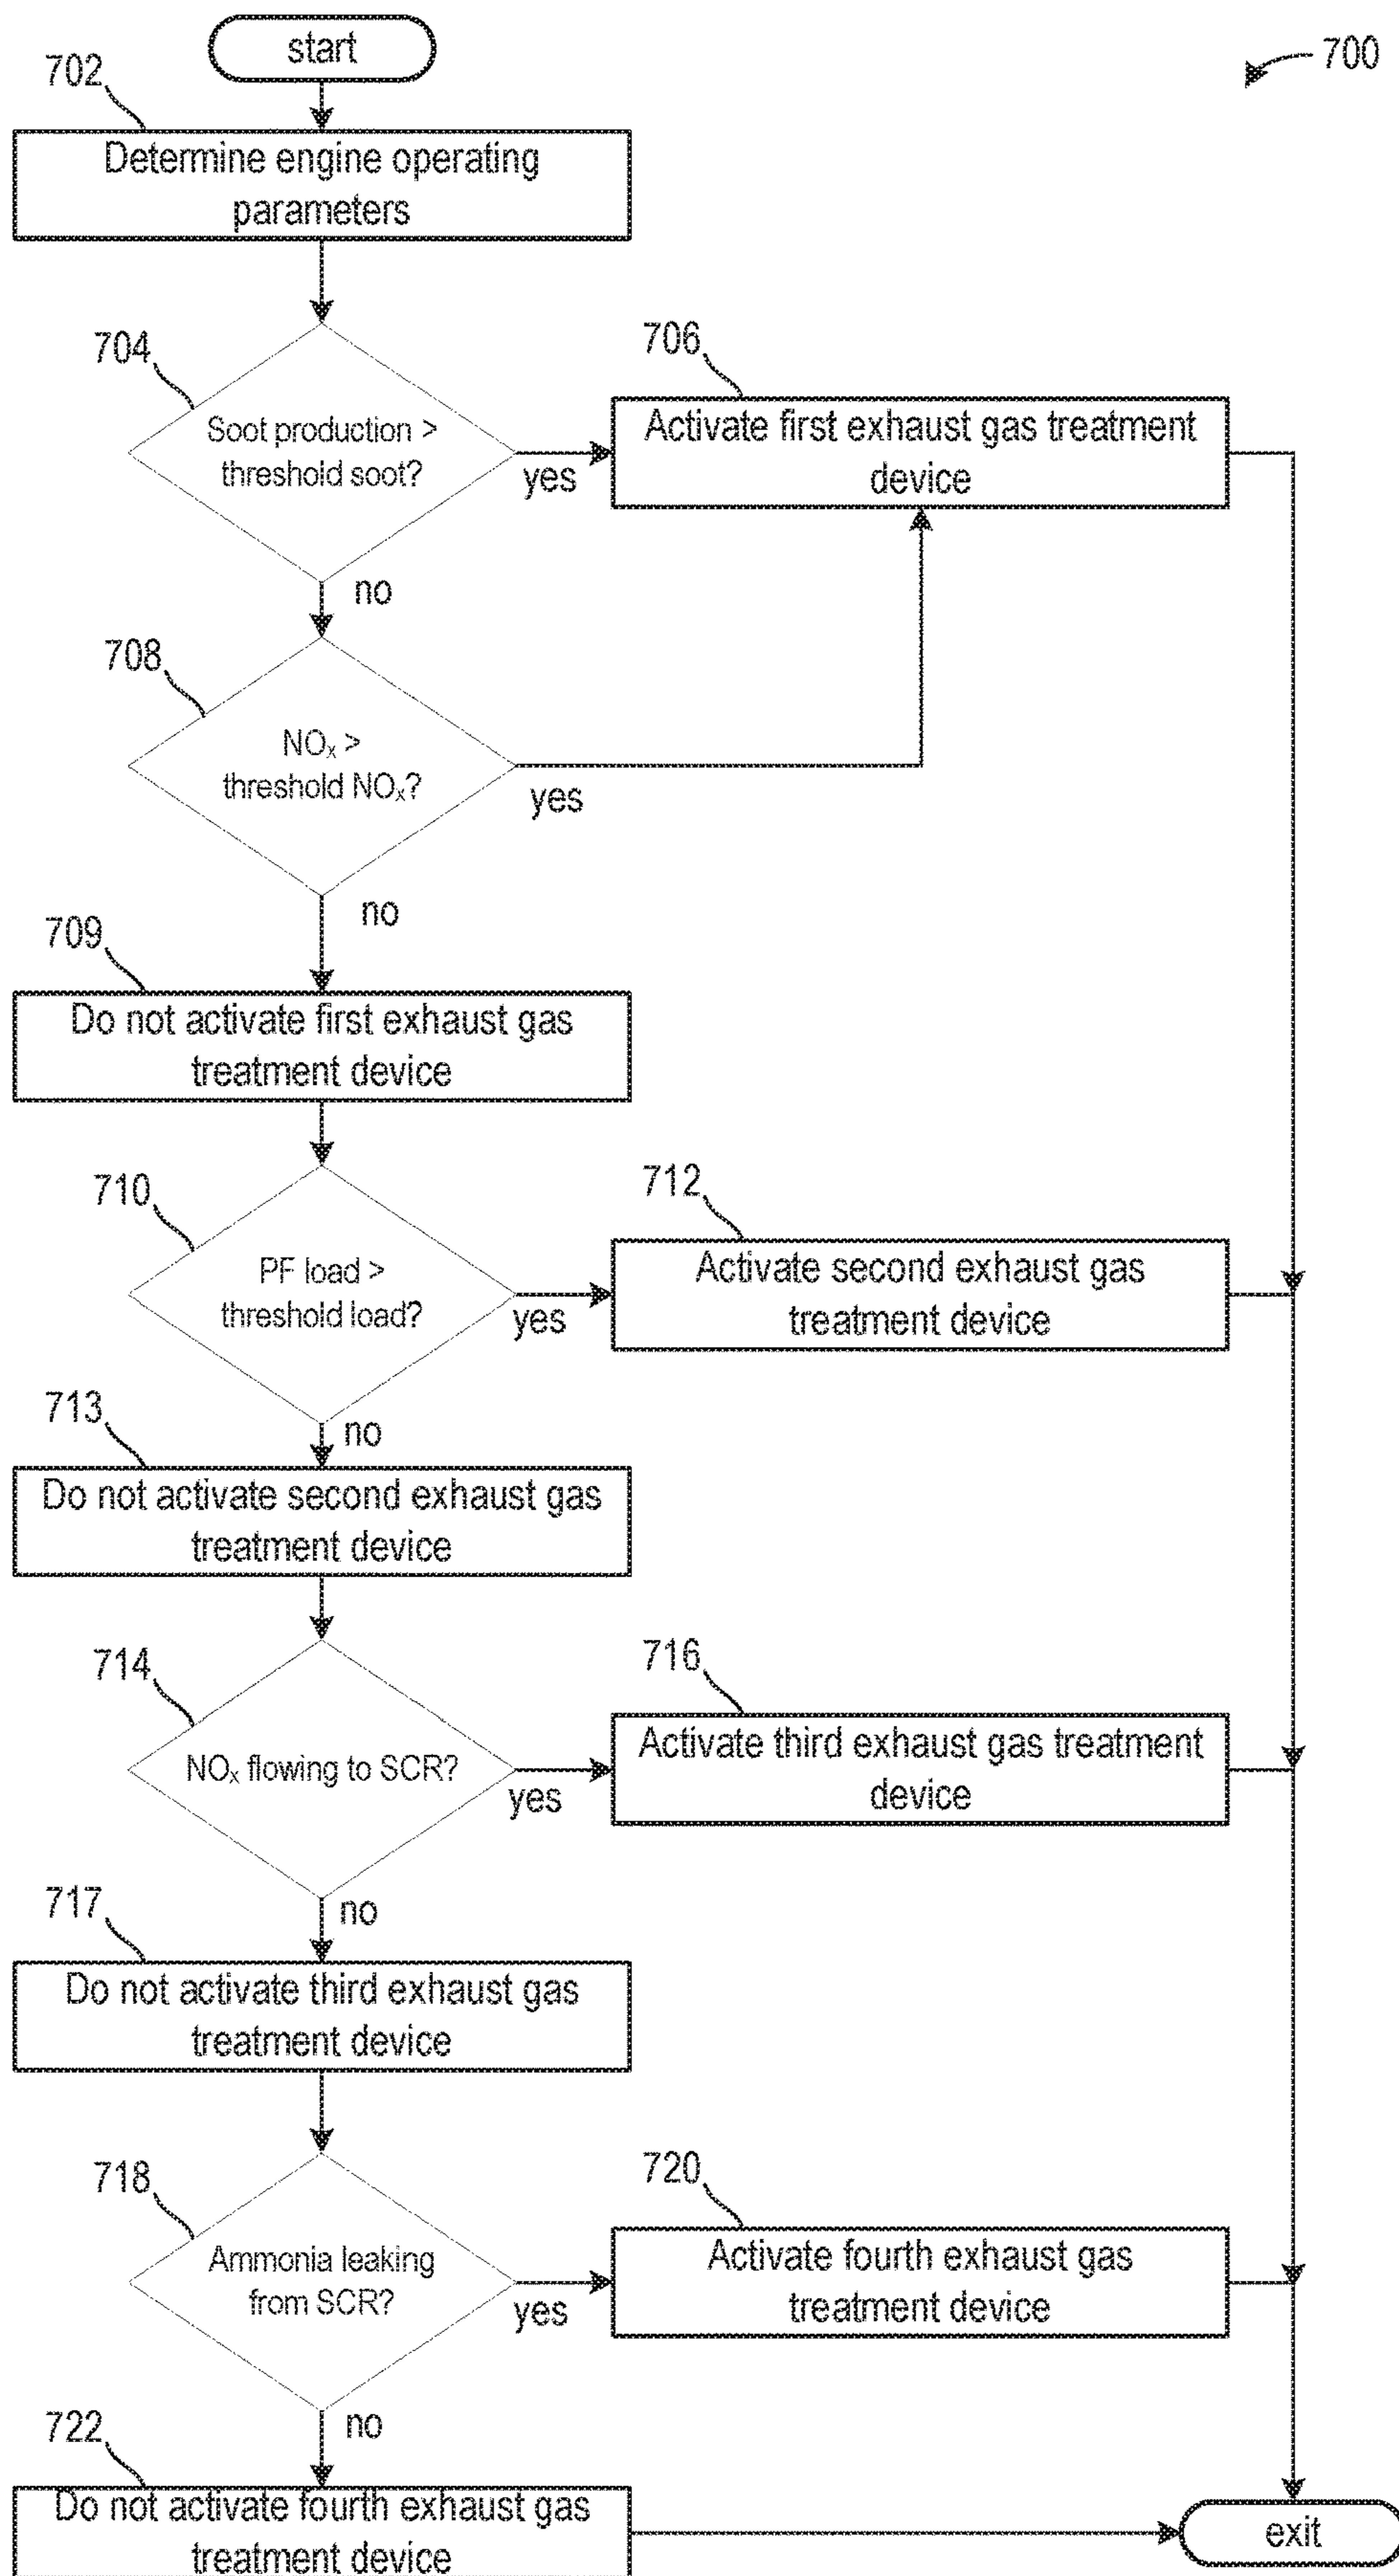 start
700
702
Determine engine operating
parameters
704
Soot production >
threshold soot?
yes
no
706
Activate first exhaust gas treatment
device
708
NOx >
threshold NOx?
yes
no
709
Do not activate first exhaust gas
treatment device
710
PF load >
threshold load?
yes
no
712
Activate second exhaust gas
treatment device
713
Do not activate second exhaust gas
treatment device
714
NOx flowing to SCR?
yes
no
716
Activate third exhaust gas treatment
device
717
Do not activate third exhaust gas
treatment device
718
Ammonia leaking
from SCR?
yes
no
720
Activate fourth exhaust gas
treatment device
722
Do not activate fourth exhaust gas
treatment device
exit